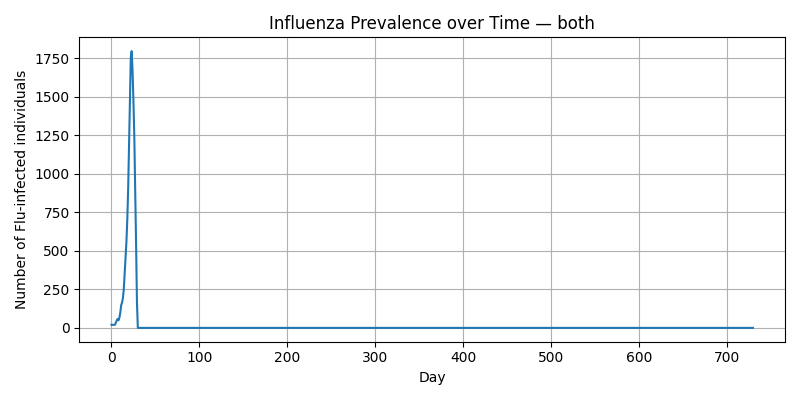 Influenza Prevalence over Time — both
Number of Flu-infected individuals
1750
1500
1250
1000
750
500
250
0
0 100 200 300 400 500 600 700
Day